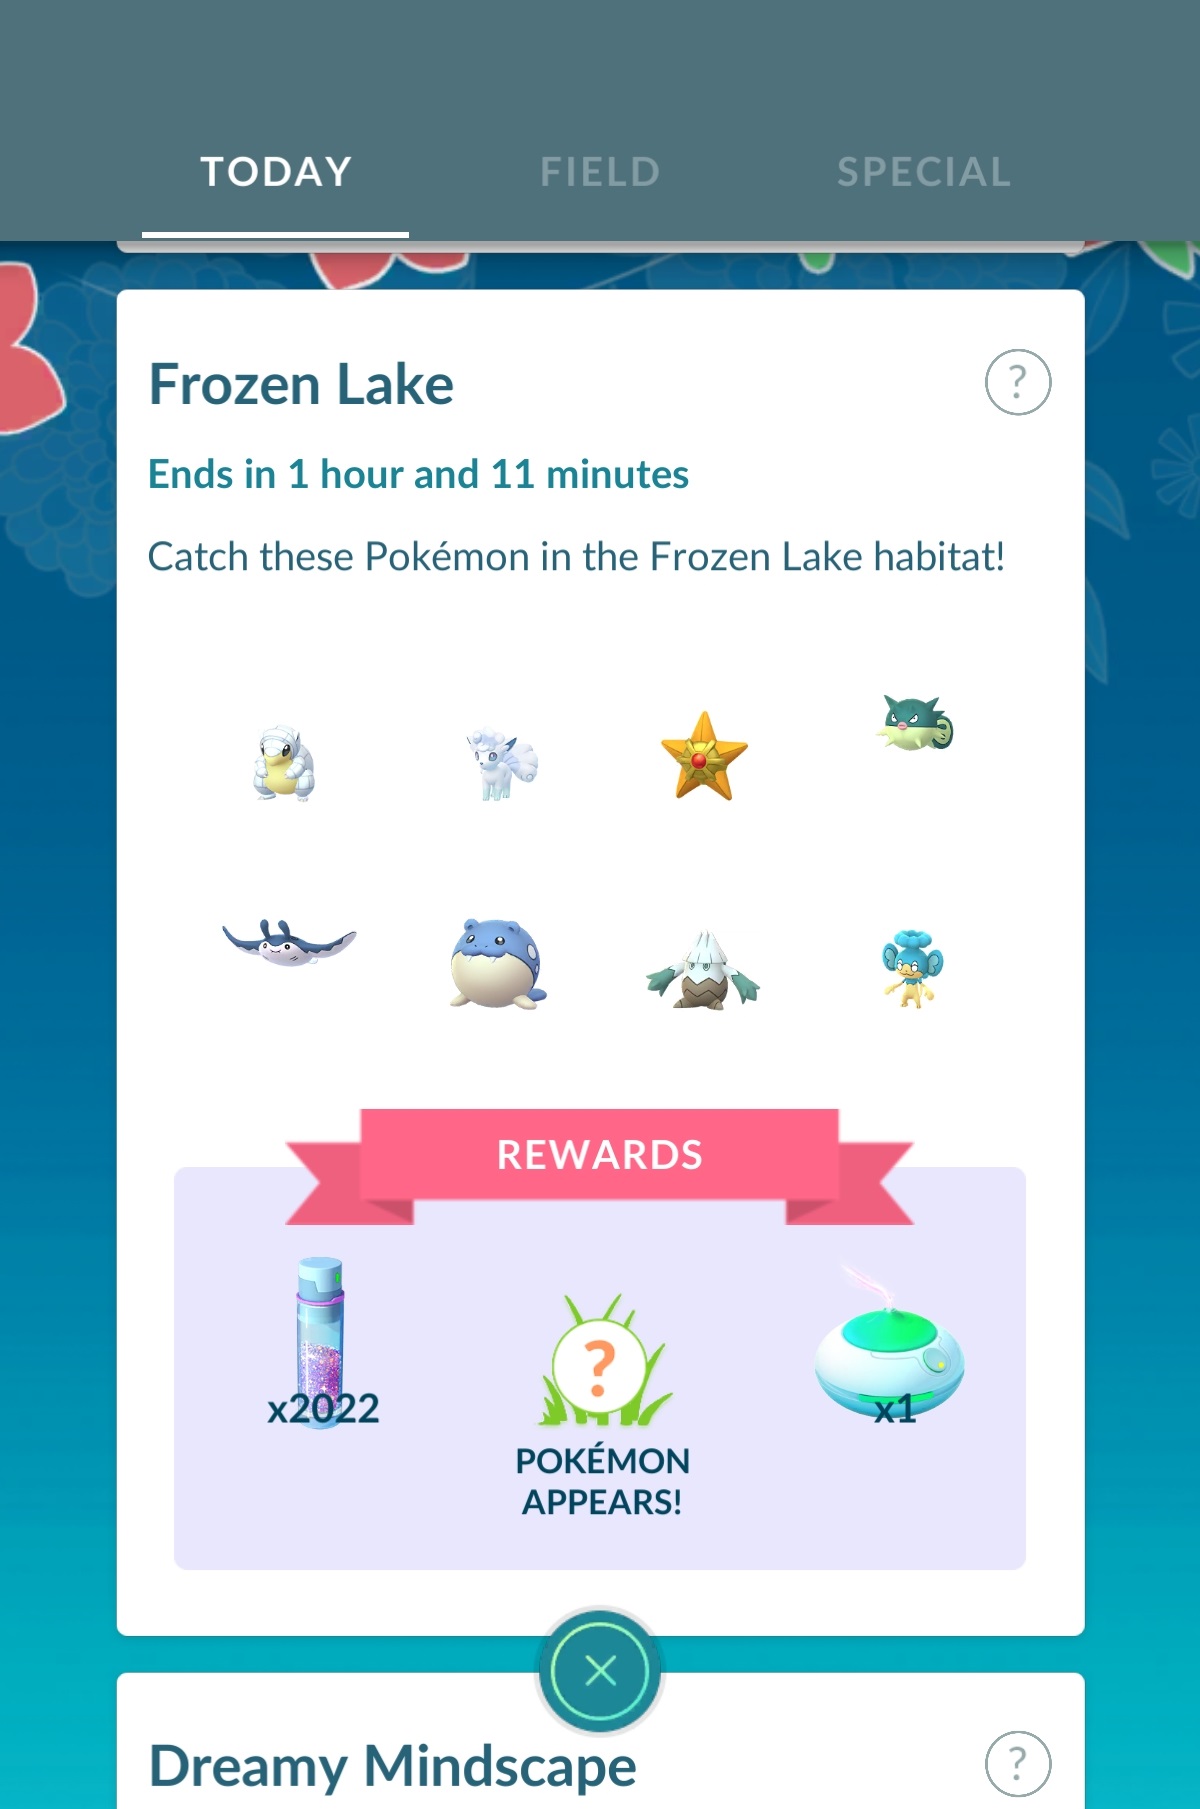 TODAY
FIELD
SPECIAL
Frozen Lake
?
Ends in 1 hour and 11 minutes
Catch these Pokémon in the Frozen Lake habitat!
REWARDS
x2022
?
POKÉMON
APPEARS!
x1
Dreamy Mindscape
?